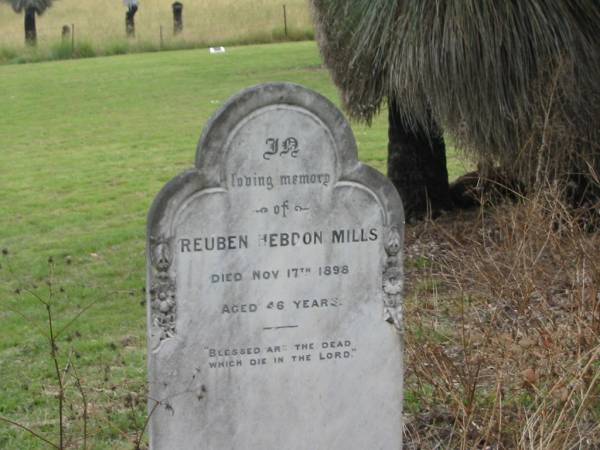 In
loving memory
of
REUBEN HEBDON MILLS
DIED NOV 17TH 1898
AGED 46 YEARS.
"BLESSED ARE THE DEAD
WHICH DIE IN THE LORD."